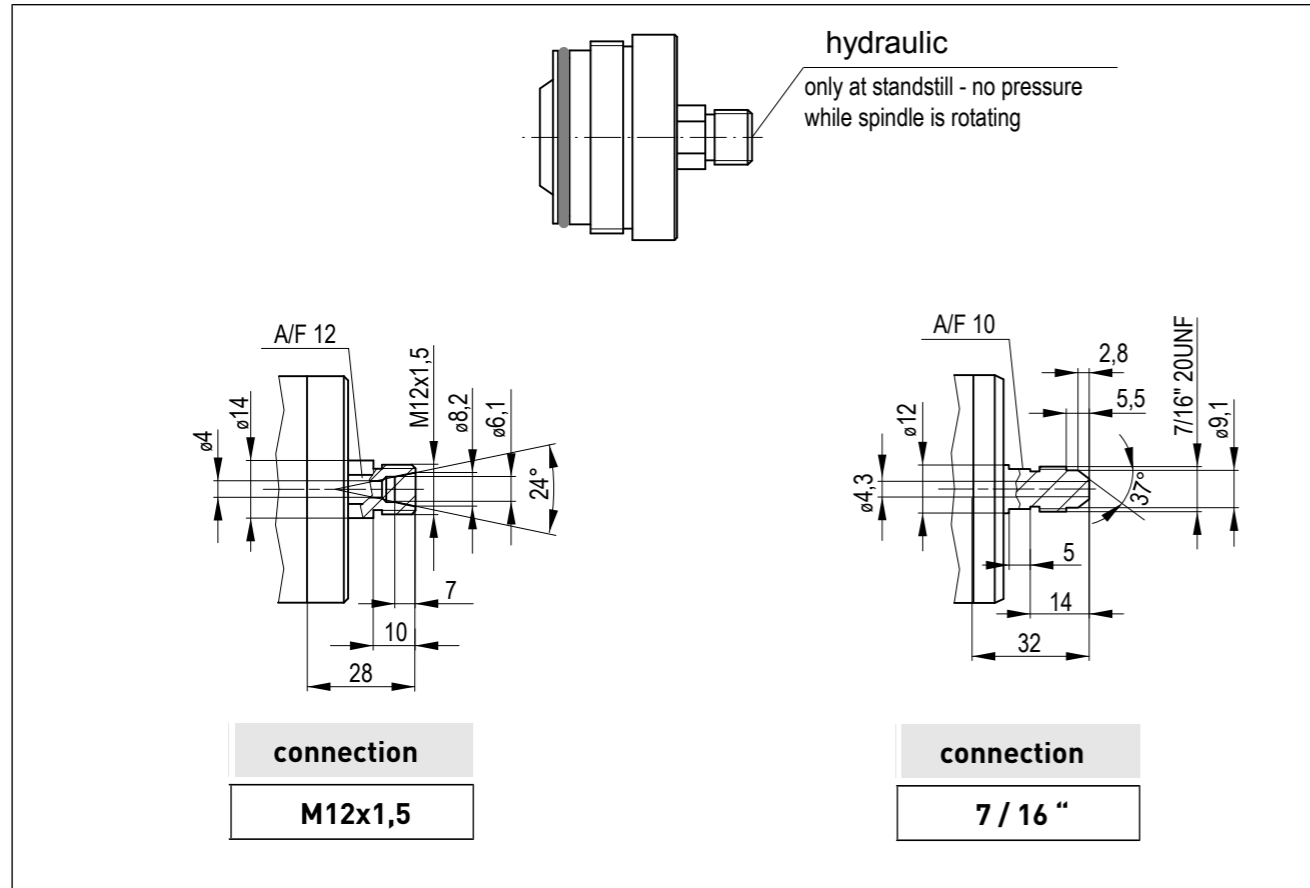 hydraulic
only at standstill - no pressure
while spindle is rotating
A/F 12
ø4
ø14
M12x1,5
ø8,2
ø6,1
24°
7
10
28
A/F 10
ø4,3
ø12
2,8
5,5
7/16" 20UNF
ø9,1
37°
5
14
32
connection
M12x1,5
connection
7 / 16 “